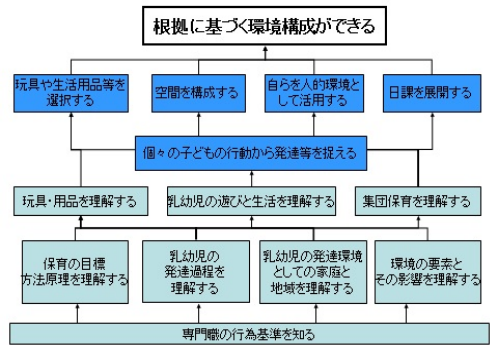 根拠に基づく環境構成ができる
玩具や生活用品等を
選択する
空間を構成する
自らを人的環境と
して活用する
日課を展開する
個々の子どもの行動から発達等を捉える
玩具・用品を理解する
乳幼児の遊びと生活を理解する
集団保育を理解する
保育の目標
方法原理を理解する
乳幼児の
発達過程を
理解する
乳幼児の発達環境
としての家庭と
地域を理解する
環境の要素と
その影響を理解する
専門職の行為基準を知る